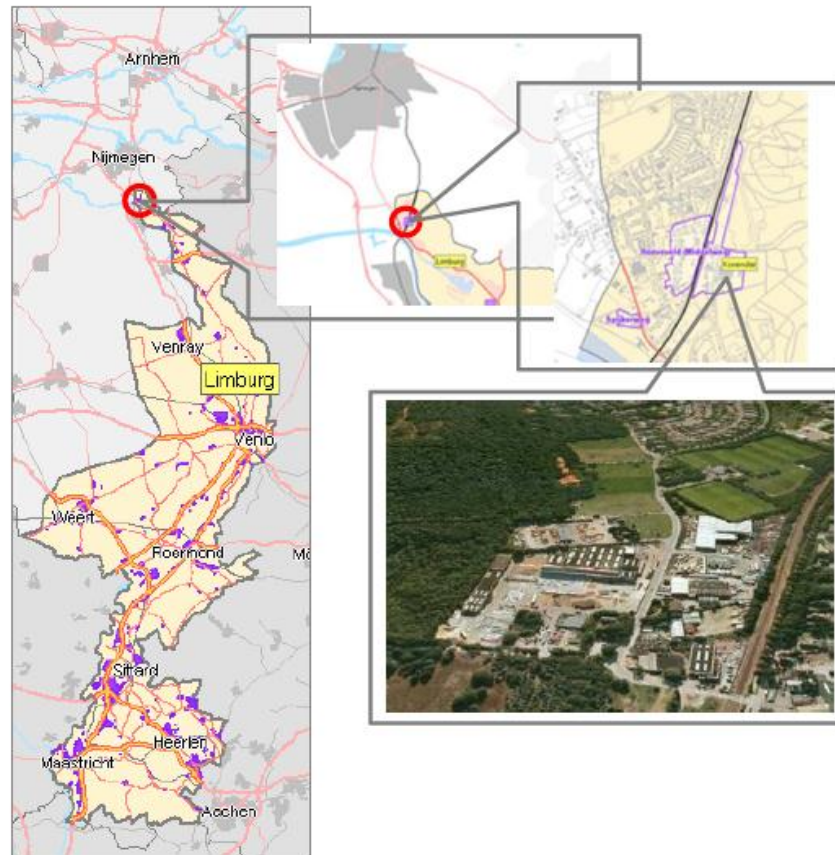 Arnhem
Nijmegen
Venray
Limburg
Venlo
Weert
Roermond
Sittard
Heerlen
Maastricht
Aachen
Limburg